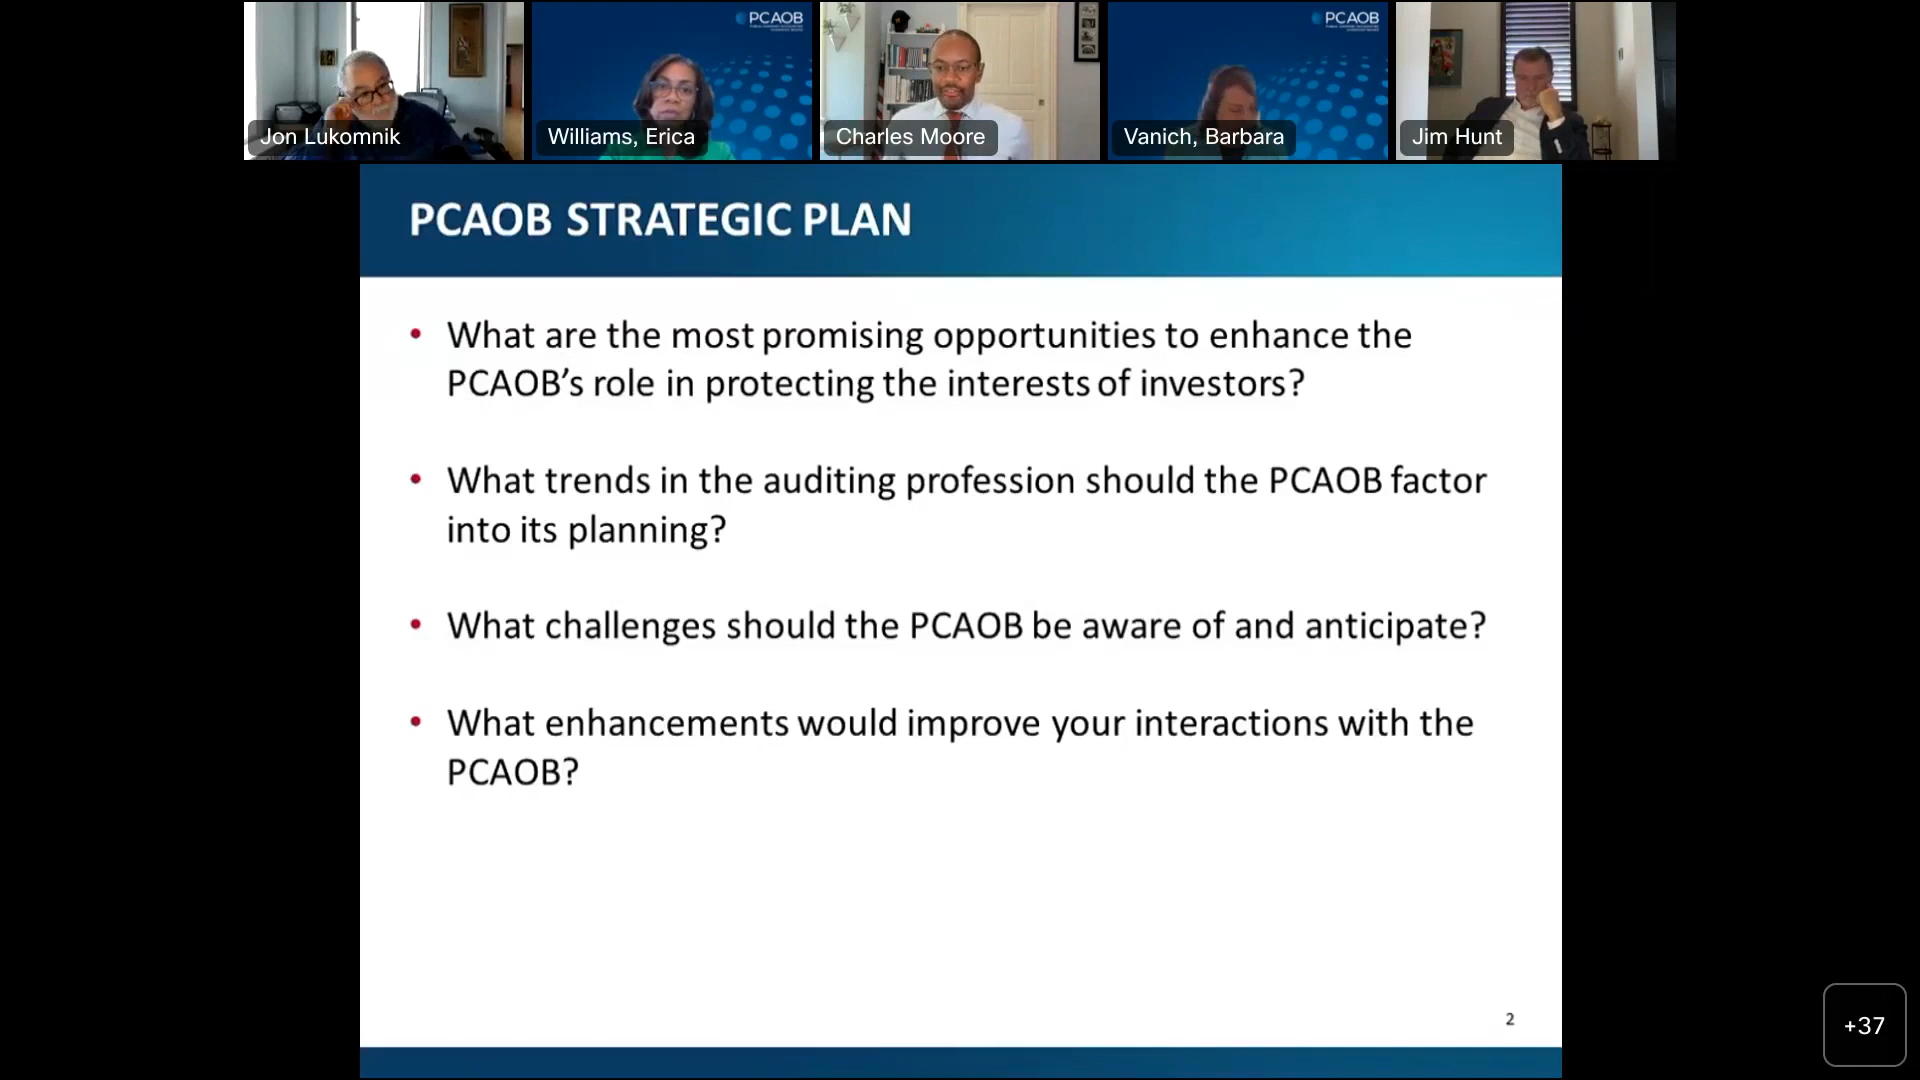 PCAOB
PCAOB
Jon Lukomnik
Williams, Erica
Charles Moore
Vanich, Barbara
Jim Hunt
PCAOB STRATEGIC PLAN
• What are the most promising opportunities to enhance the
PCAOB’s role in protecting the interests of investors?
• What trends in the auditing profession should the PCAOB factor
into its planning?
• What challenges should the PCAOB be aware of and anticipate?
• What enhancements would improve your interactions with the
PCAOB?
2
+37